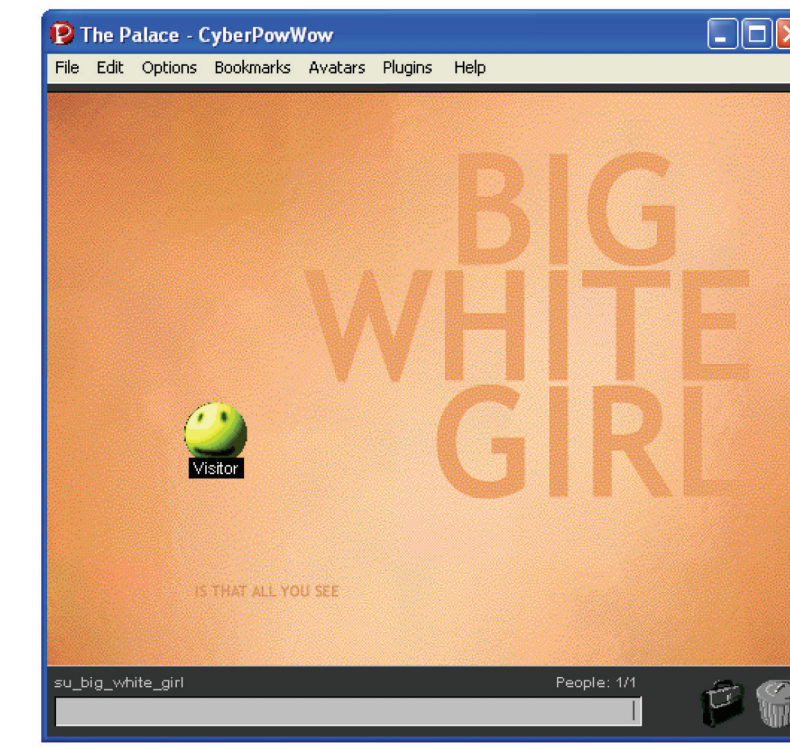 The Palace - CyberPowWow
File Edit Options Bookmarks Avatars Plugins Help
BIG
WHITE
GIRL
Visitor
IS THAT ALL YOU SEE
su_big_white_girl People: 1/1